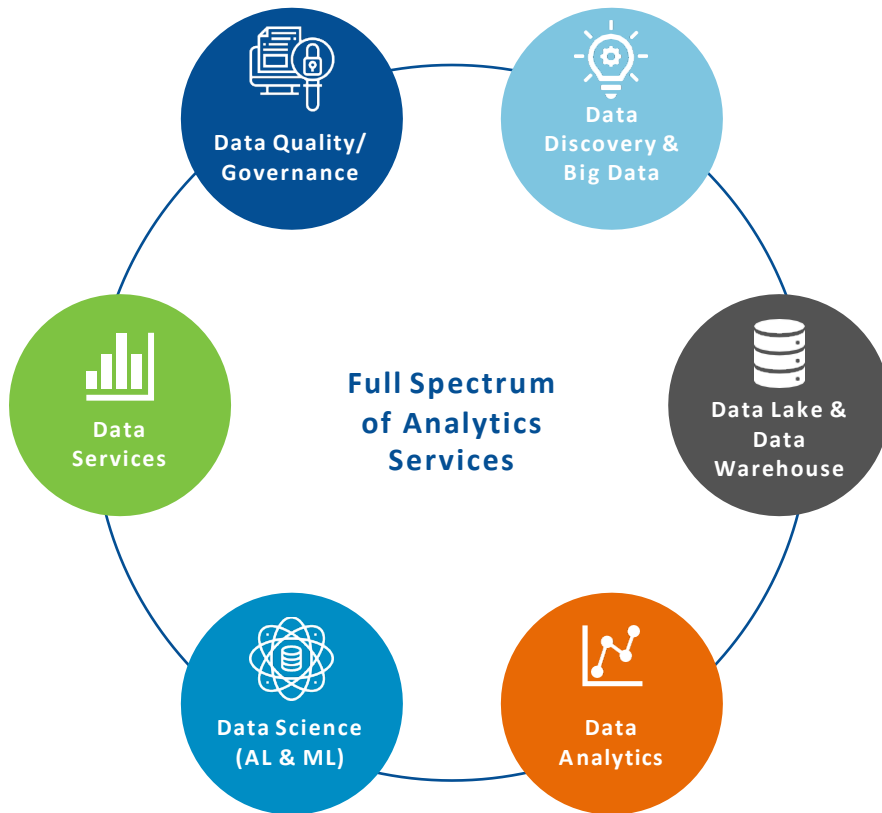 Data Quality/
Governance
Data
Discovery &
Big Data
Data
Services
Full Spectrum
of Analytics
Services
Data Lake &
Data
Warehouse
Data Science
(AL & ML)
Data
Analytics